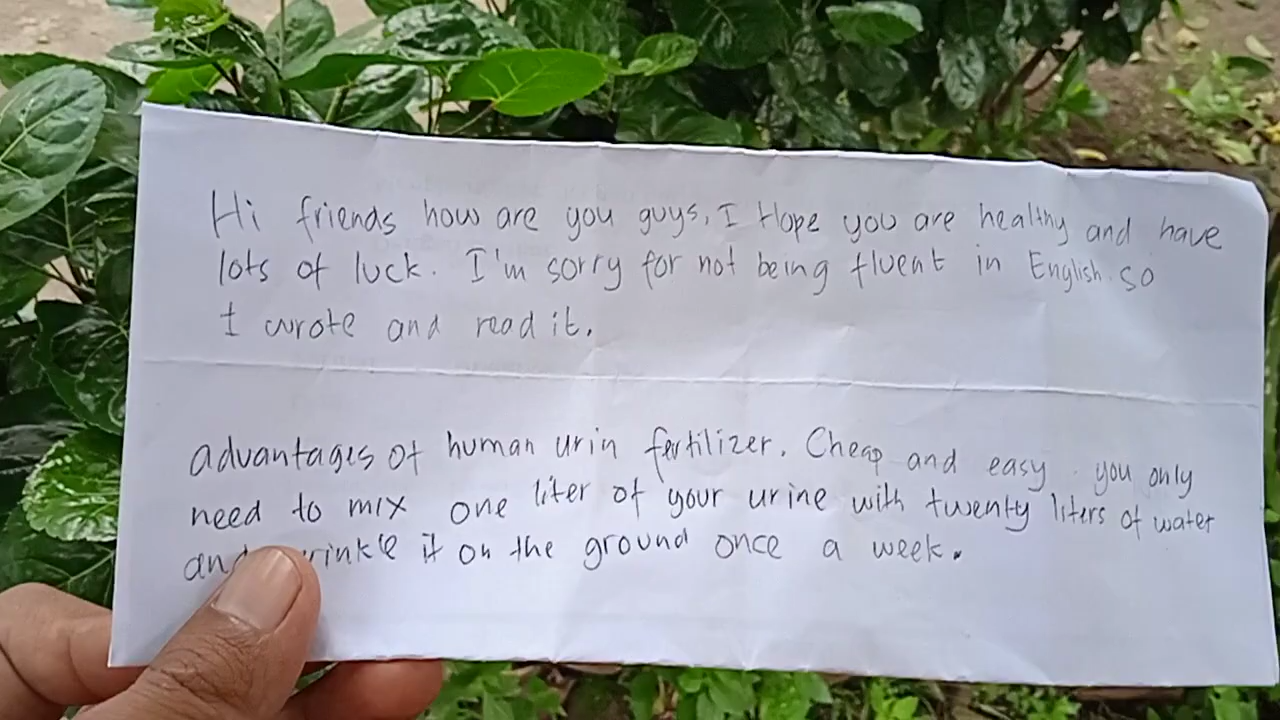 Hi friends how are you guys, I Hope you are healthy and have
lots of luck. I'm sorry for not being fluent in English. so
I wrote and read it.
advantages of human urin fertilizer. Cheap and easy. you only
need to mix one liter of your urine with twenty liters of water
and it on the ground once a week.